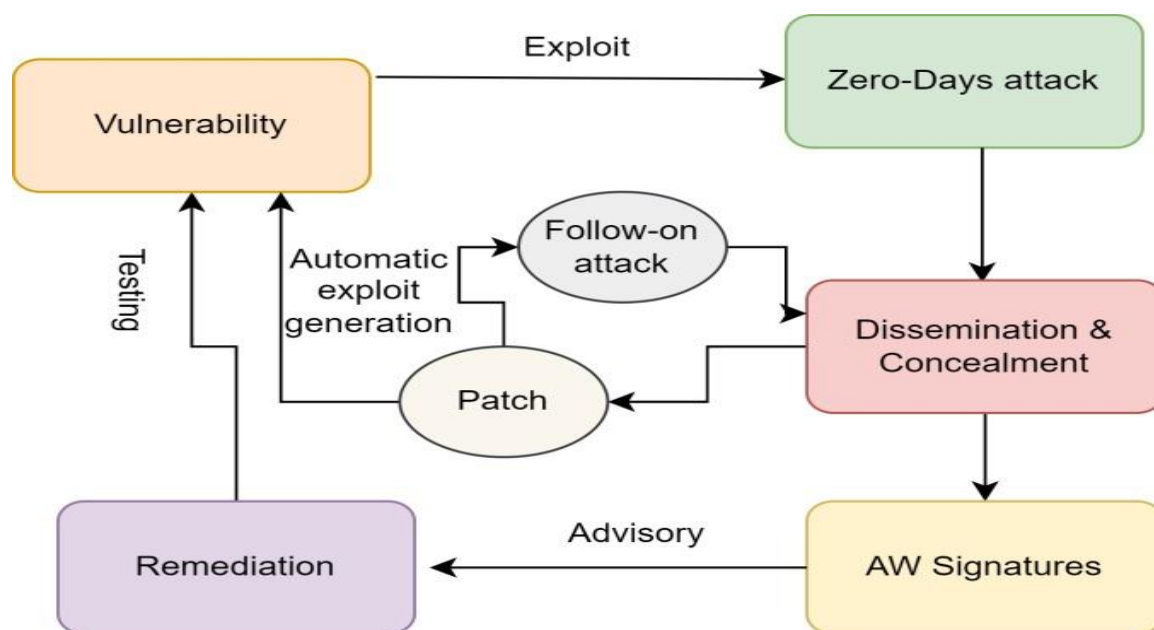 Exploit
Vulnerability
Zero-Days attack
Testing
Automatic
exploit
generation
Follow-on
attack
Patch
Dissemination &
Concealment
Remediation
Advisory
AW Signatures